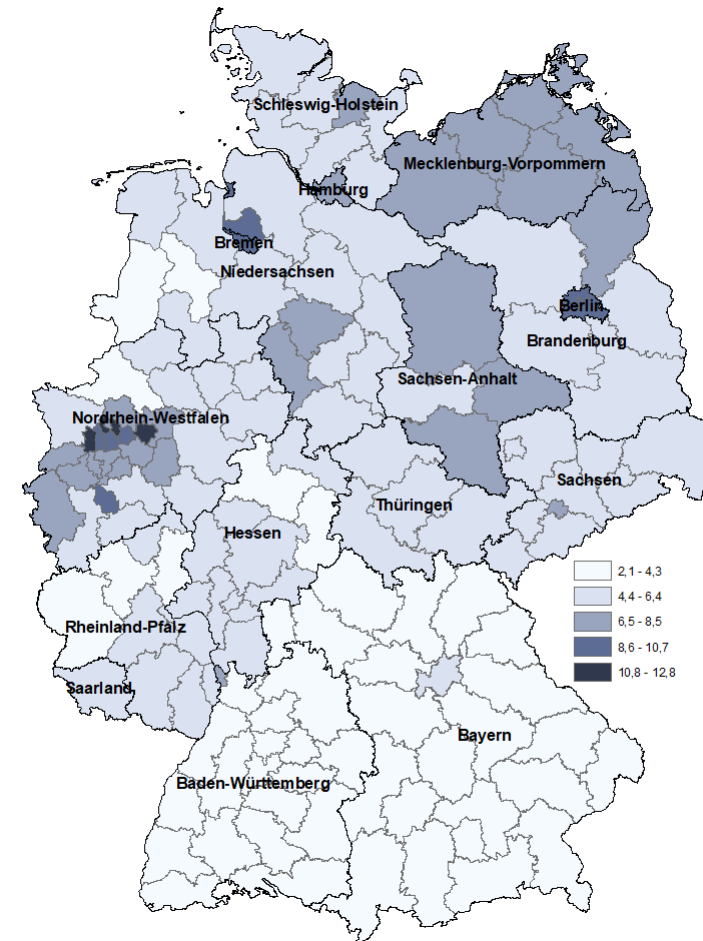 Schleswig-Holstein
Mecklenburg-Vorpommern
Hamburg
Bremen
Niedersachsen
Berlin
Brandenburg
Sachsen-Anhalt
Nordrhein-Westfalen
Sachsen
Thüringen
Hessen
2,1 - 4,3
4,4 - 6,4
6,5 - 8,5
8,6 - 10,7
10,8 - 12,8
Rheinland-Pfalz
Saarland
Bayern
Baden-Württemberg